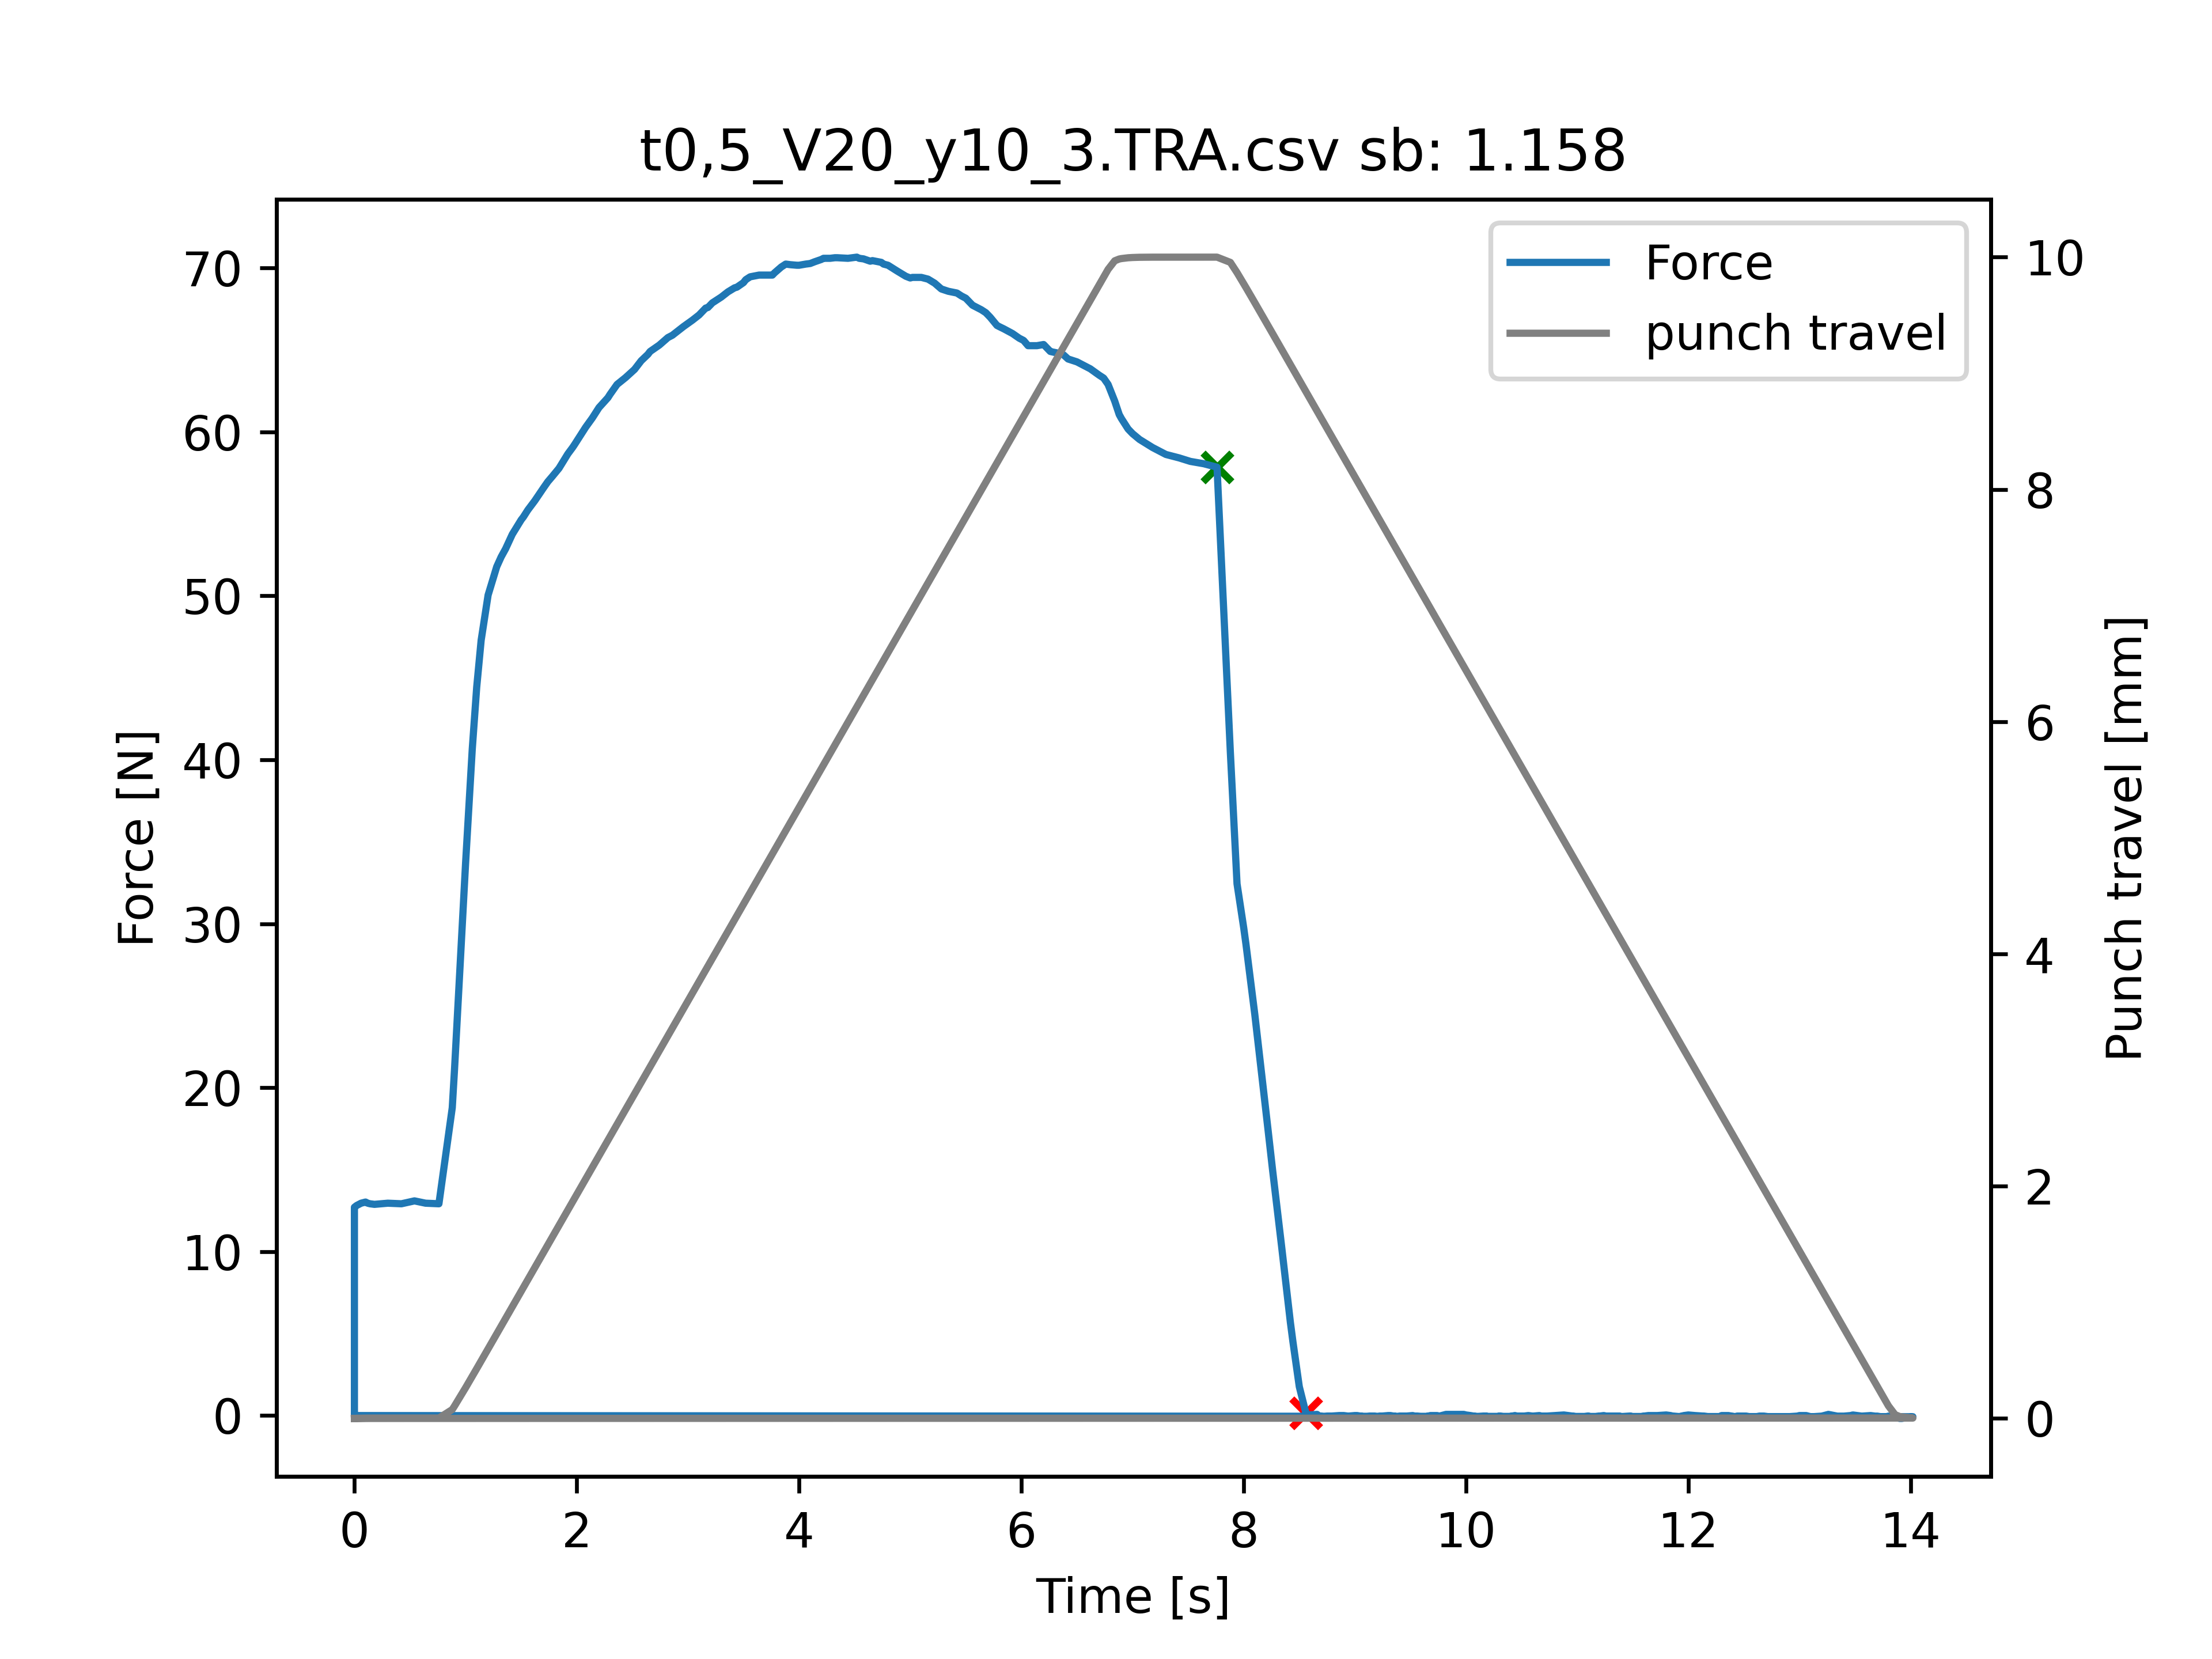 t0,5_V20_y10_3.TRA.csv sb: 1.158
Force
punch travel
70
60
50
40
30
20
10
0
Force [N]
10
8
6
4
2
0
Punch travel [mm]
0 2 4 6 8 10 12 14
Time [s]